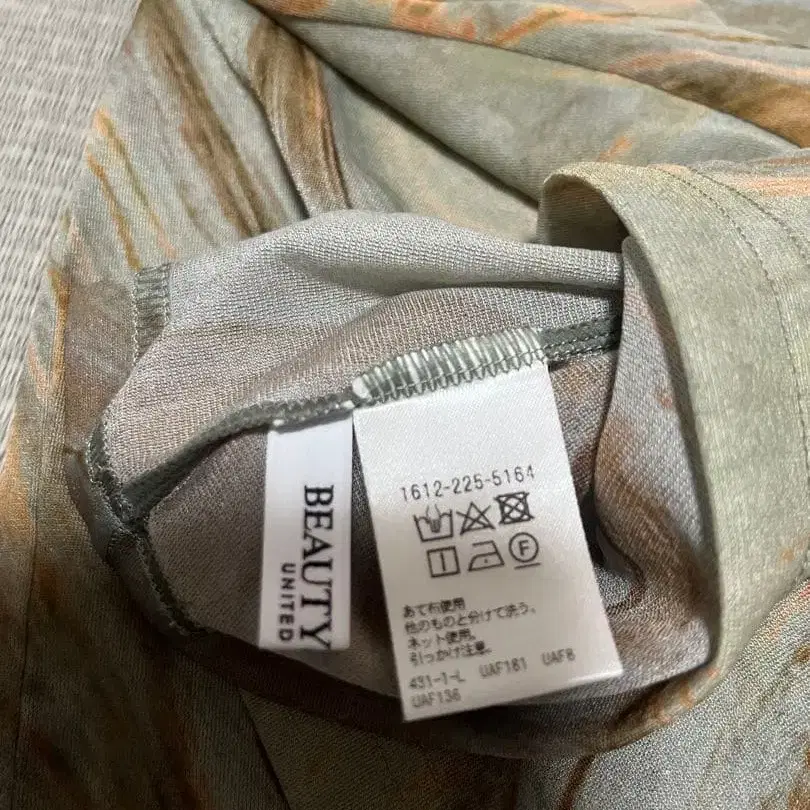 BEAUTY
UNITED
1612-225-5164
F
あて布使用
他のものと分けて洗う。
ネット使用。
引っかけ注意。
431-1-L UAF181 UAF8
UAF136